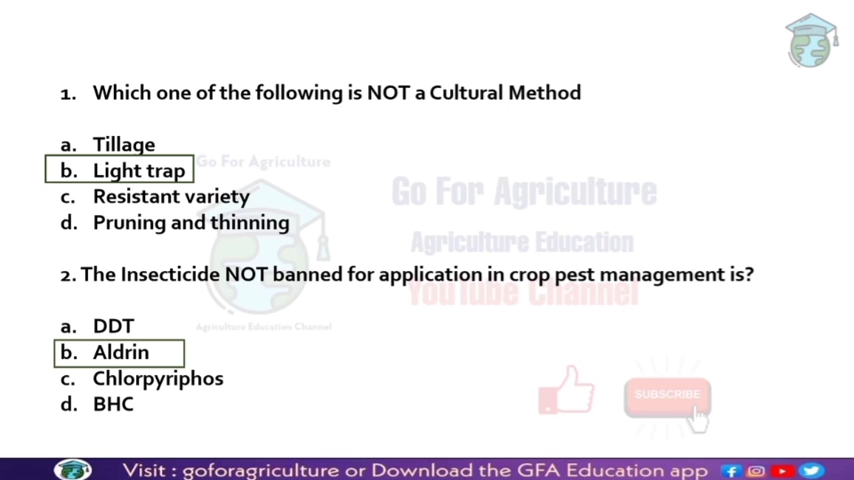 1. Which one of the following is NOT a Cultural Method
a. Tillage
b. Light trap
Go For Agriculture
c. Resistant variety
Go For Agriculture
d. Pruning and thinning
Agriculture Education
2. The Insecticide NOT banned for application in crop pest management is?
YouTube Channel
a. DDT
Agriculture Education Channel
b. Aldrin
c. Chlorpyriphos
SUBSCRIBE
d. BHC
Visit : goforagriculture or Download the GFA Education app